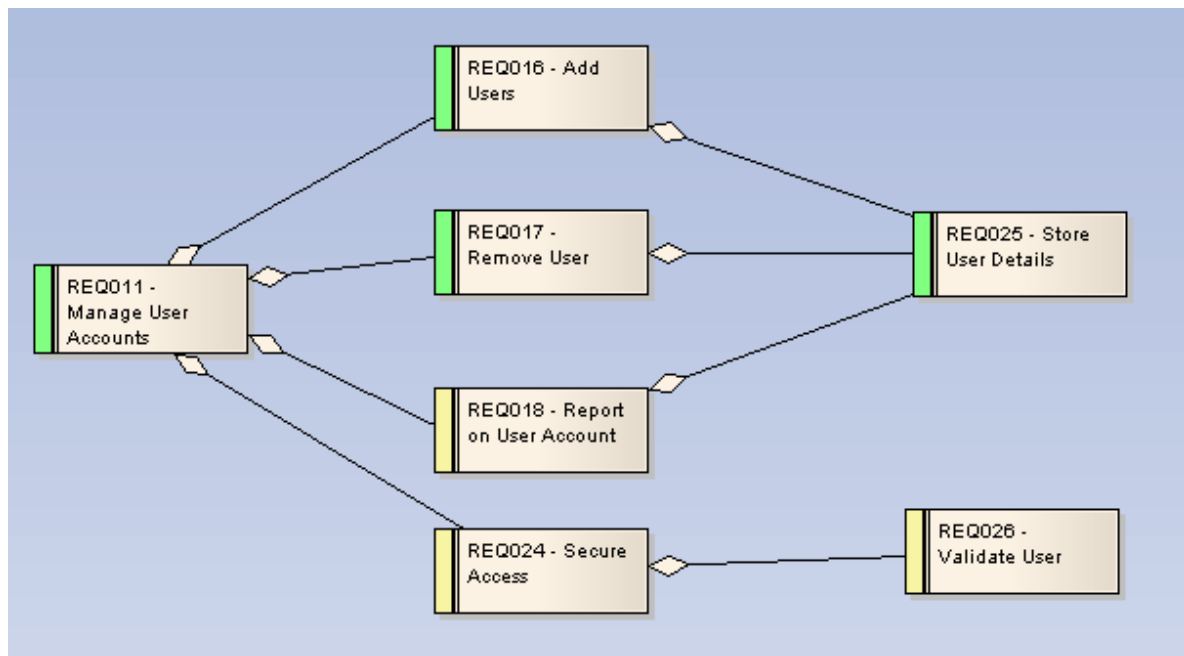 REQ016 - Add
Users
REQ017 -
Remove User
REQ025 - Store
User Details
REQ011 -
Manage User
Accounts
REQ018 - Report
on User Account
REQ024 - Secure
Access
REQ026 -
Validate User